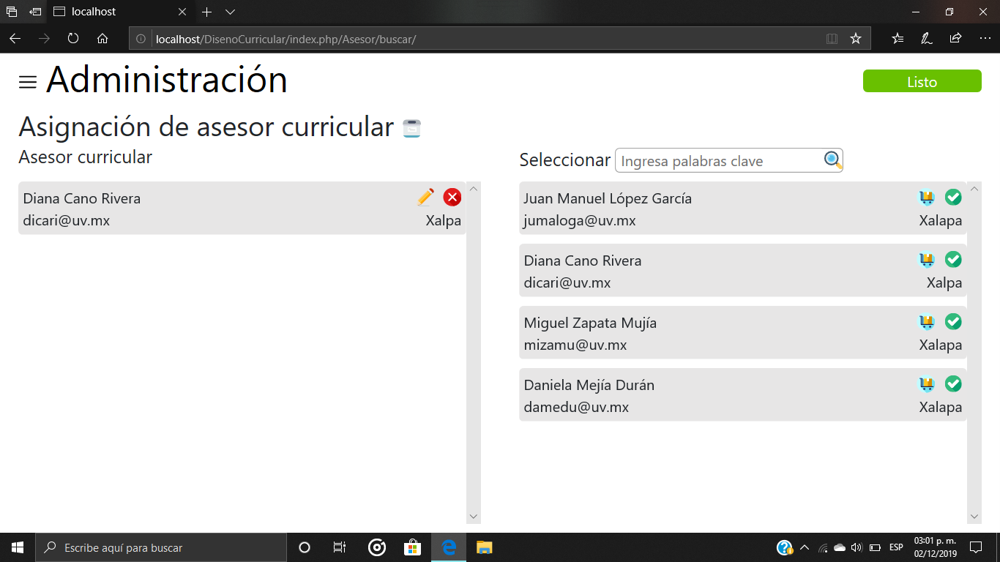 localhost
localhost/DisenoCurricular/index.php/Asesor/buscar/
Administración
Listo
Asignación de asesor curricular
Asesor curricular
Diana Cano Rivera
dicari@uv.mx Xalpa
Seleccionar Ingresa palabras clave
Juan Manuel López García
jumaloga@uv.mx Xalapa
Diana Cano Rivera
dicari@uv.mx Xalpa
Miguel Zapata Mujía
mizamu@uv.mx Xalapa
Daniela Mejía Durán
damedu@uv.mx Xalapa
Escribe aquí para buscar
ESP
03:01 p. m.
02/12/2019